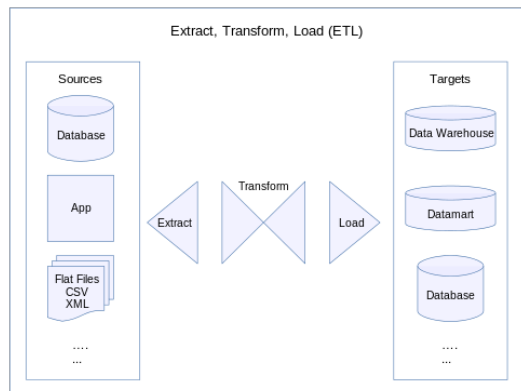 Extract, Transform, Load (ETL)
Sources
Database
App
Flat Files
CSV
XML
....
...
Extract
Transform
Load
Targets
Data Warehouse
Datamart
Database
....
...